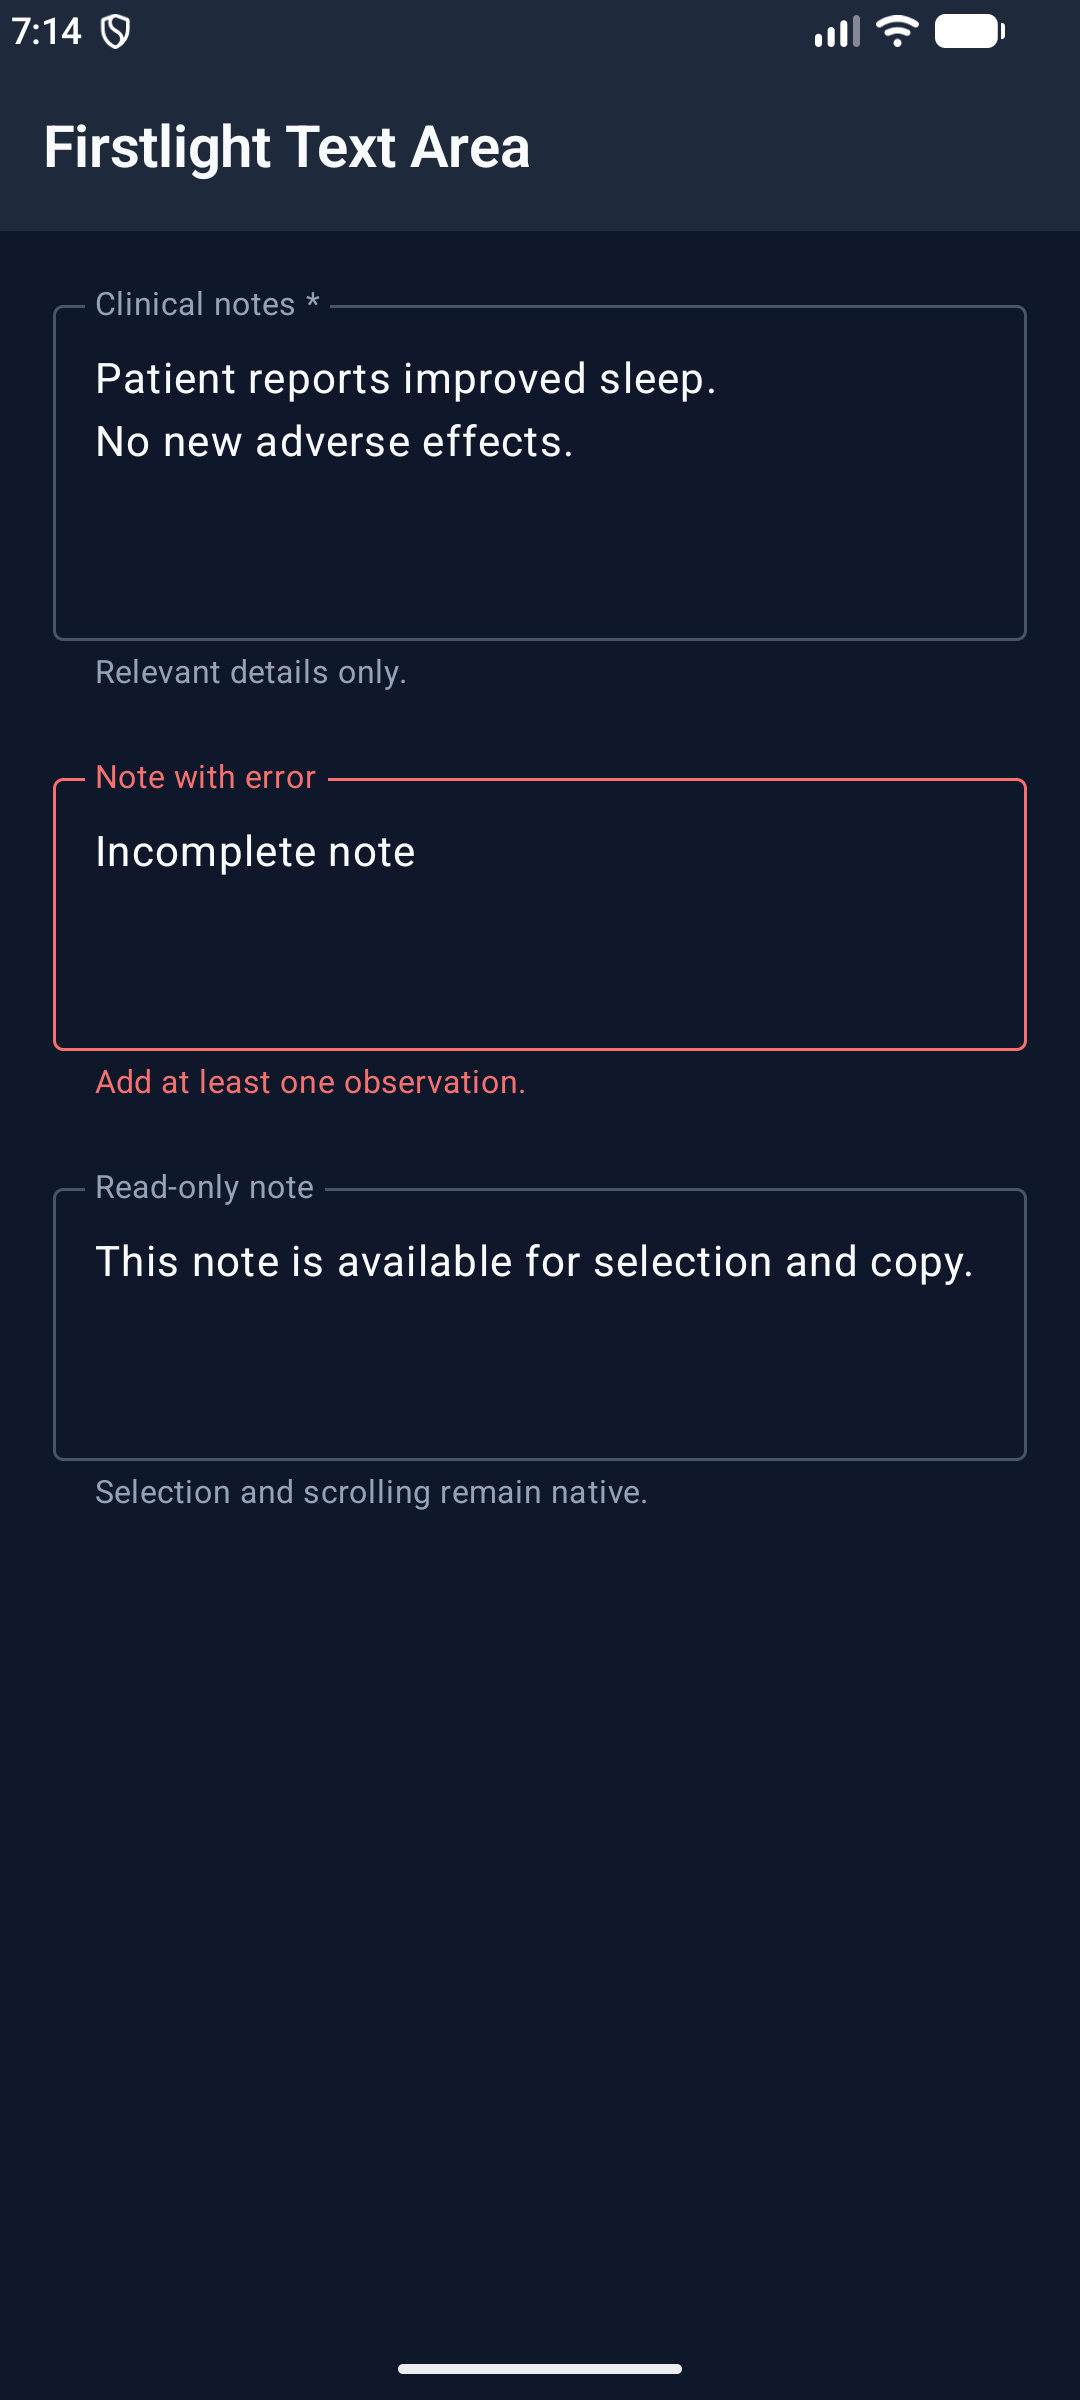 7:14
Firstlight Text Area
Clinical notes *
Patient reports improved sleep.
No new adverse effects.
Relevant details only.
Note with error
Incomplete note
Add at least one observation.
Read-only note
This note is available for selection and copy.
Selection and scrolling remain native.